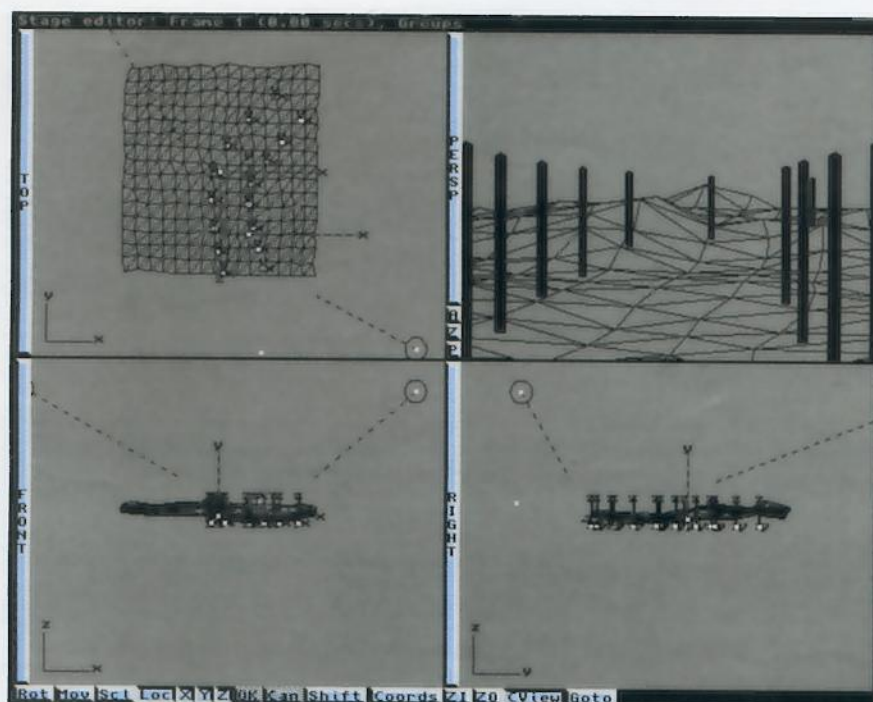 Stage editor: Frame 1 (0.00 secs), Groups
TOP
Y
X
X
X
PERSP
A
Z
P
FRONT
Y
X
Z
X
RIGHT
Y
Z
Y
Rot Mov Scl Loc X Y Z OK Kan Shift Coords ZI ZO CView Goto